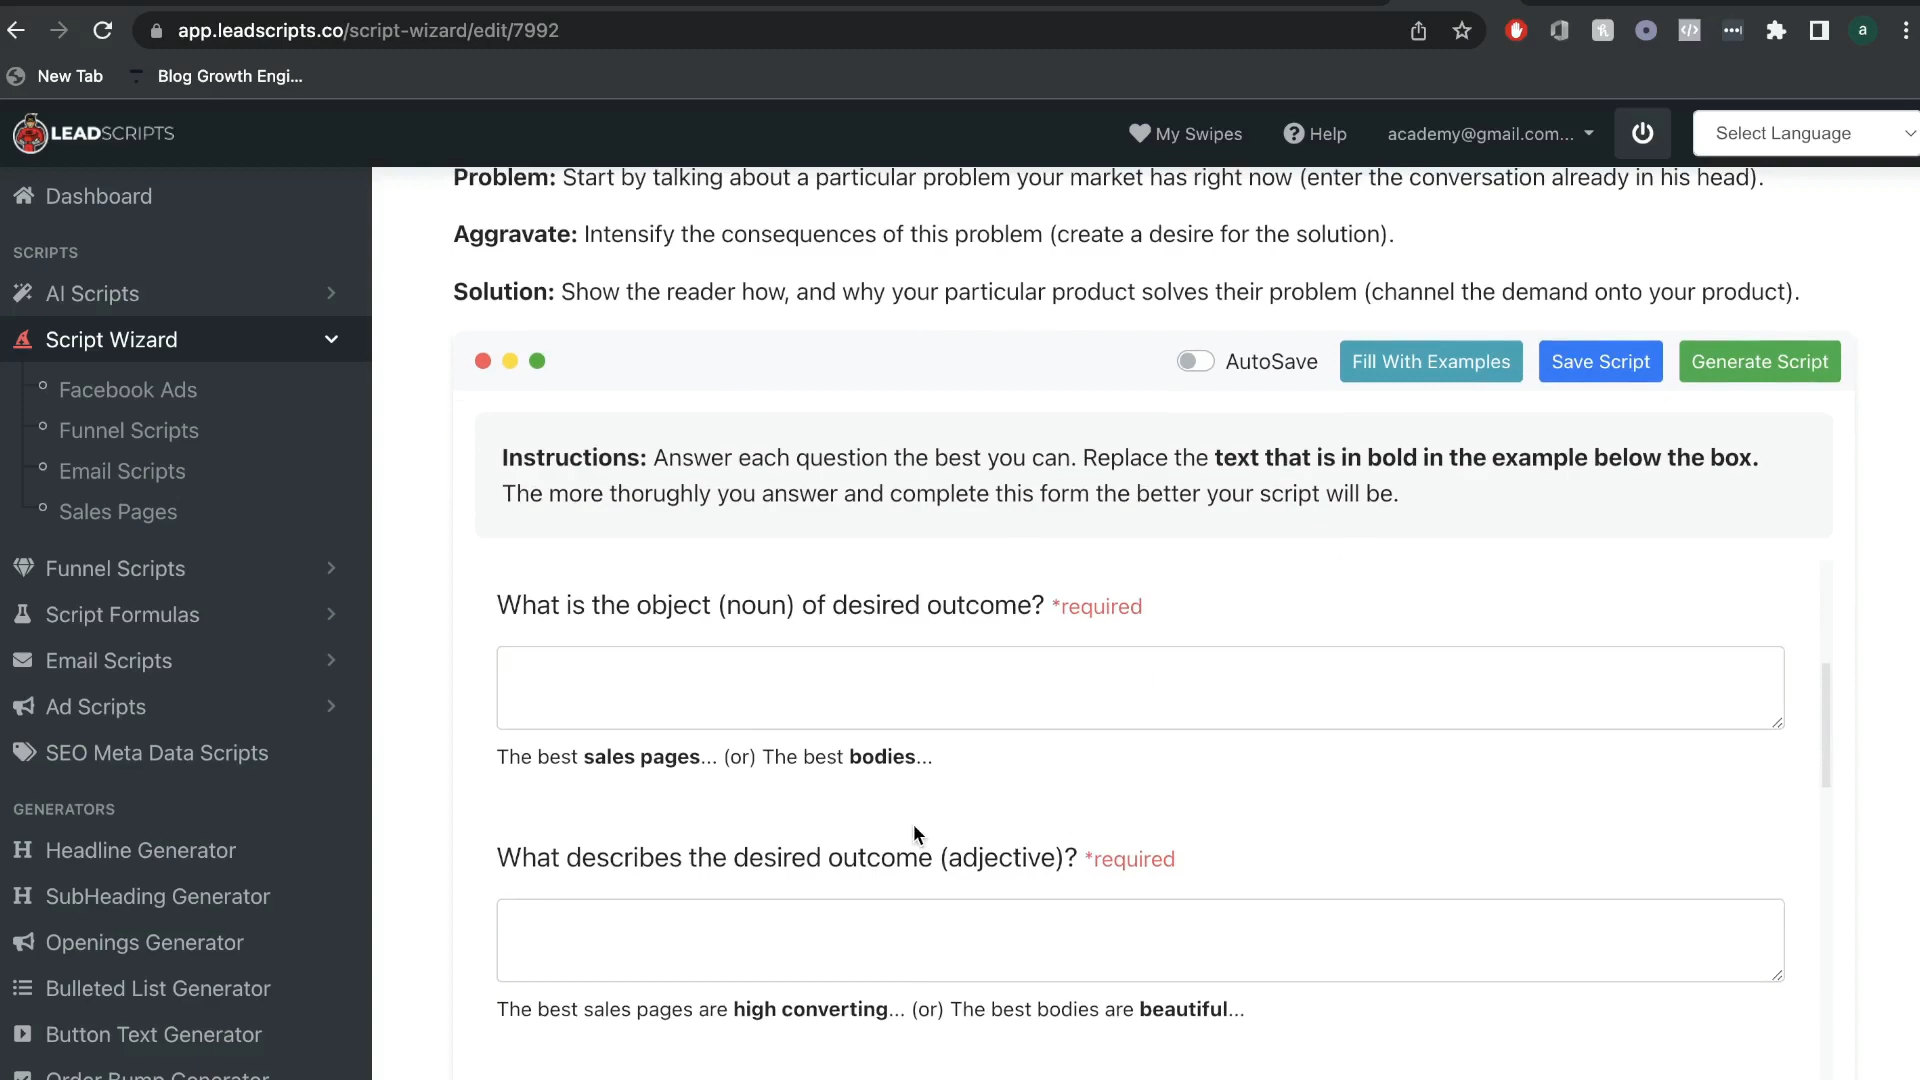 app.leadscripts.co/script-wizard/edit/7992
a
New Tab
Blog Growth Engi...
LEADSCRIPTS
My Swipes
Help
academy@gmail.com...
Select Language
Dashboard
SCRIPTS
AI Scripts
Script Wizard
Facebook Ads
Funnel Scripts
Email Scripts
Sales Pages
Funnel Scripts
Script Formulas
Email Scripts
Ad Scripts
SEO Meta Data Scripts
GENERATORS
Headline Generator
SubHeading Generator
Openings Generator
Bulleted List Generator
Button Text Generator
Order Bump Generator
Problem: Start by talking about a particular problem your market has right now (enter the conversation already in his head).
Aggravate: Intensify the consequences of this problem (create a desire for the solution).
Solution: Show the reader how, and why your particular product solves their problem (channel the demand onto your product).
AutoSave
Fill With Examples
Save Script
Generate Script
Instructions: Answer each question the best you can. Replace the text that is in bold in the example below the box.
The more thorughly you answer and complete this form the better your script will be.
What is the object (noun) of desired outcome? *required
The best sales pages... (or) The best bodies...
What describes the desired outcome (adjective)? *required
The best sales pages are high converting... (or) The best bodies are beautiful...